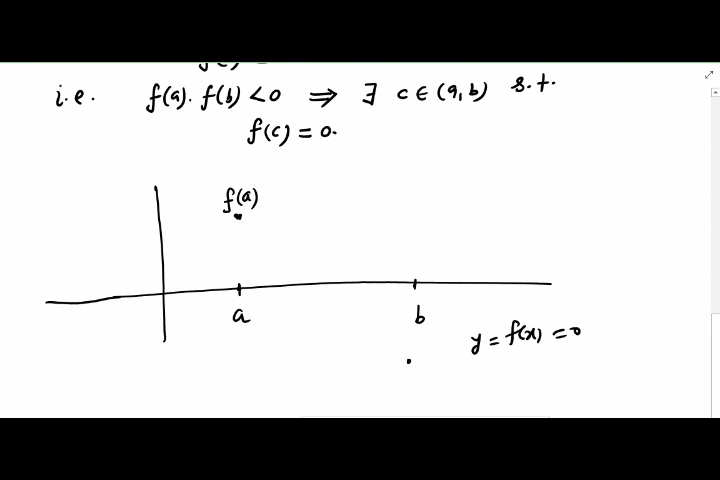 i.e. f(a). f(b) < 0 ⇒ ∃ c ∈ (a, b) s.t.
f(c) = 0.
f(a)
a b
y = f(x) = 0